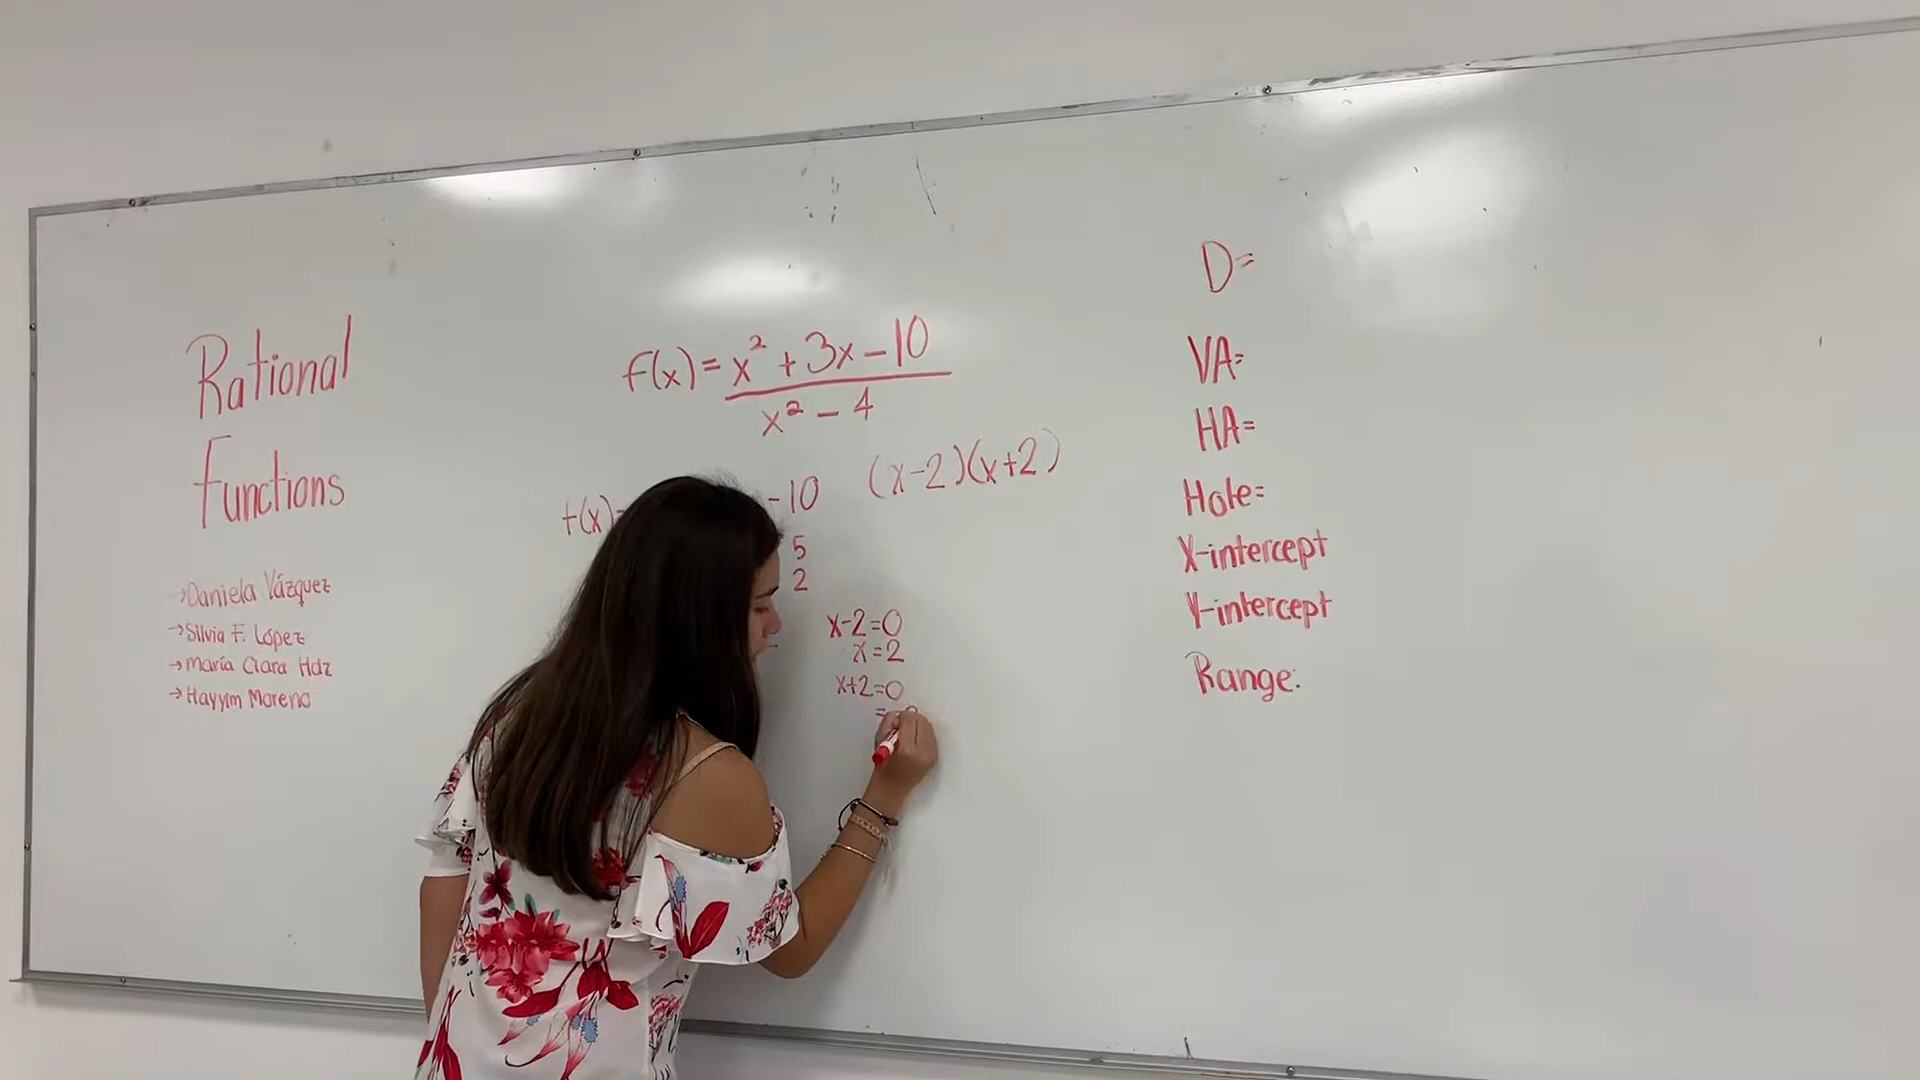 Rational
Functions
→Daniela Vázquez
→Silvia F. López
→María Clara Hdz
→Hayym Moreno
f(x)= x² + 3x - 10
x² - 4
f(x)= -10
5
2
(x-2)(x+2)
x-2=0
x=2
x+2=0
D=
VA=
HA=
Hole=
X-intercept
Y-intercept
Range: